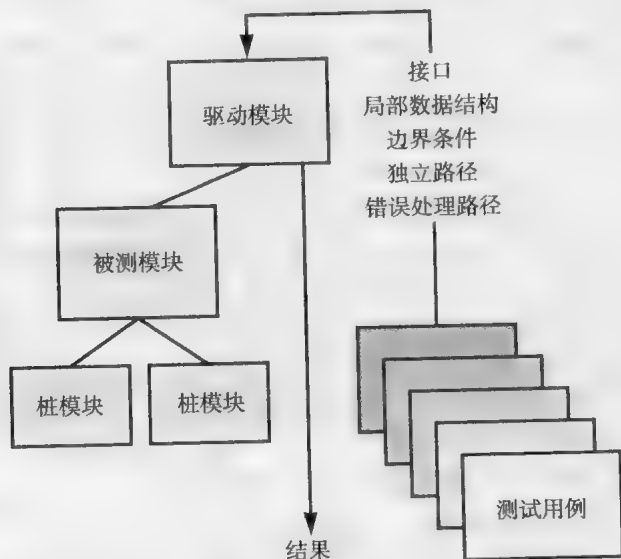 接口
局部数据结构
边界条件
独立路径
错误处理路径
驱动模块
被测模块
桩模块
桩模块
测试用例
结果